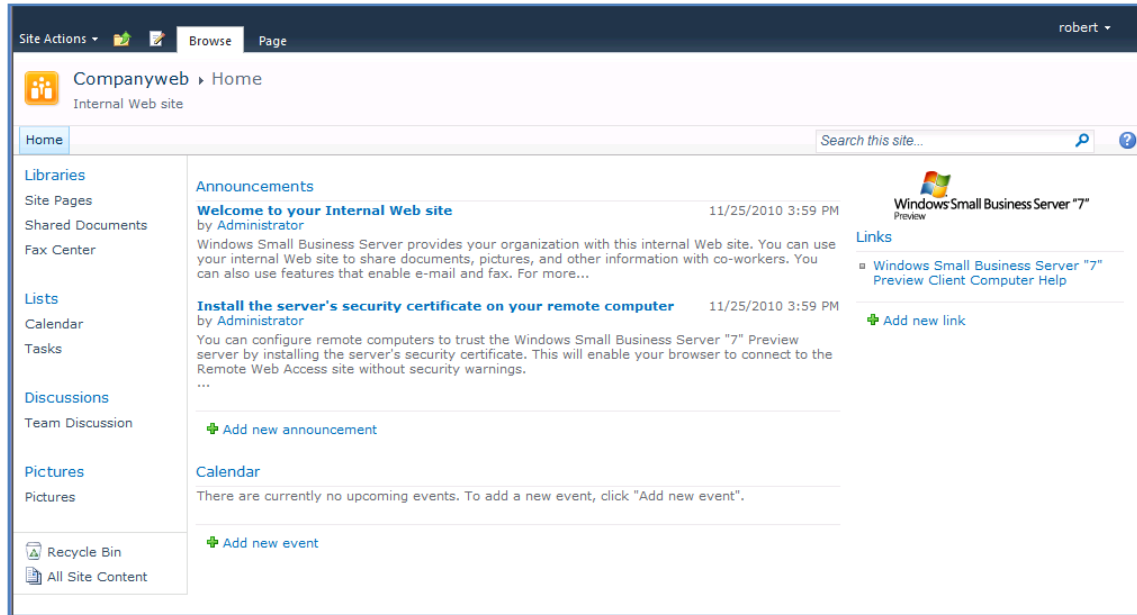 robert
Site Actions Browse Page
Companyweb Home
Internal Web site
Home
Search this site...
Libraries
Site Pages
Shared Documents
Fax Center
Lists
Calendar
Tasks
Discussions
Team Discussion
Pictures
Pictures
Recycle Bin
All Site Content
Announcements
Welcome to your Internal Web site 11/25/2010 3:59 PM
by Administrator
Windows Small Business Server provides your organization with this internal Web site. You can use
your internal Web site to share documents, pictures, and other information with co-workers. You
can also use features that enable e-mail and fax. For more...
Install the server's security certificate on your remote computer 11/25/2010 3:59 PM
by Administrator
You can configure remote computers to trust the Windows Small Business Server "7" Preview
server by installing the server's security certificate. This will enable your browser to connect to the
Remote Web Access site without security warnings.
...
Add new announcement
Calendar
There are currently no upcoming events. To add a new event, click "Add new event".
Add new event
Windows Small Business Server "7"
Preview
Links
Windows Small Business Server "7"
Preview Client Computer Help
Add new link